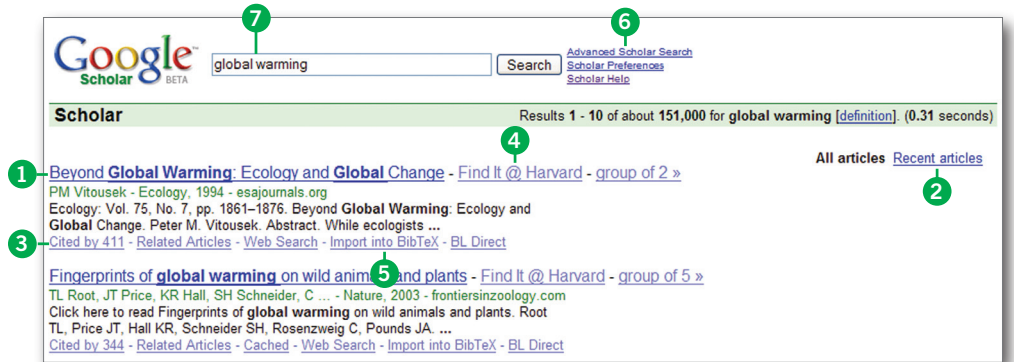 7
6
Google™
Scholar BETA
global warming
Search
Advanced Scholar Search
Scholar Preferences
Scholar Help
Scholar
Results 1 - 10 of about 151,000 for global warming [definition]. (0.31 seconds)
4
All articles Recent articles
1
Beyond Global Warming: Ecology and Global Change - Find It @ Harvard - group of 2 »
2
PM Vitousek - Ecology, 1994 - esajournals.org
Ecology: Vol. 75, No. 7, pp. 1861–1876. Beyond Global Warming: Ecology and
Global Change. Peter M. Vitousek. Abstract. While ecologists ...
3
Cited by 411 - Related Articles - Web Search - Import into BibTeX - BL Direct
5
Fingerprints of global warming on wild and plants - Find It @ Harvard - group of 5 »
TL Root, JT Price, KR Hall, SH Schneider, C ... - Nature, 2003 - frontiersinzoology.com
Click here to read Fingerprints of global warming on wild animals and plants. Root
TL, Price JT, Hall KR, Schneider SH, Rosenzweig C, Pounds JA. ...
Cited by 344 - Related Articles - Cached - Web Search - Import into BibTeX - BL Direct